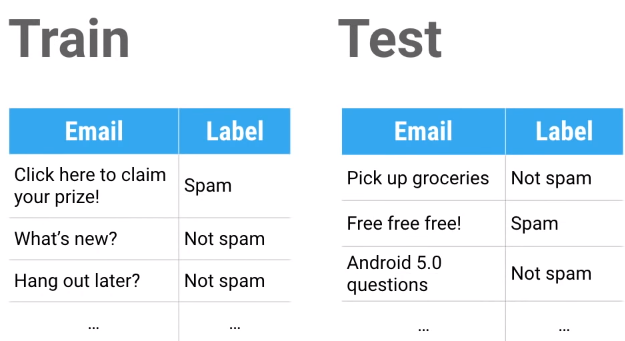 Train
Email Label
Click here to claim
your prize! Spam
What’s new? Not spam
Hang out later? Not spam
... ...
Test
Email Label
Pick up groceries Not spam
Free free free! Spam
Android 5.0
questions Not spam
... ...